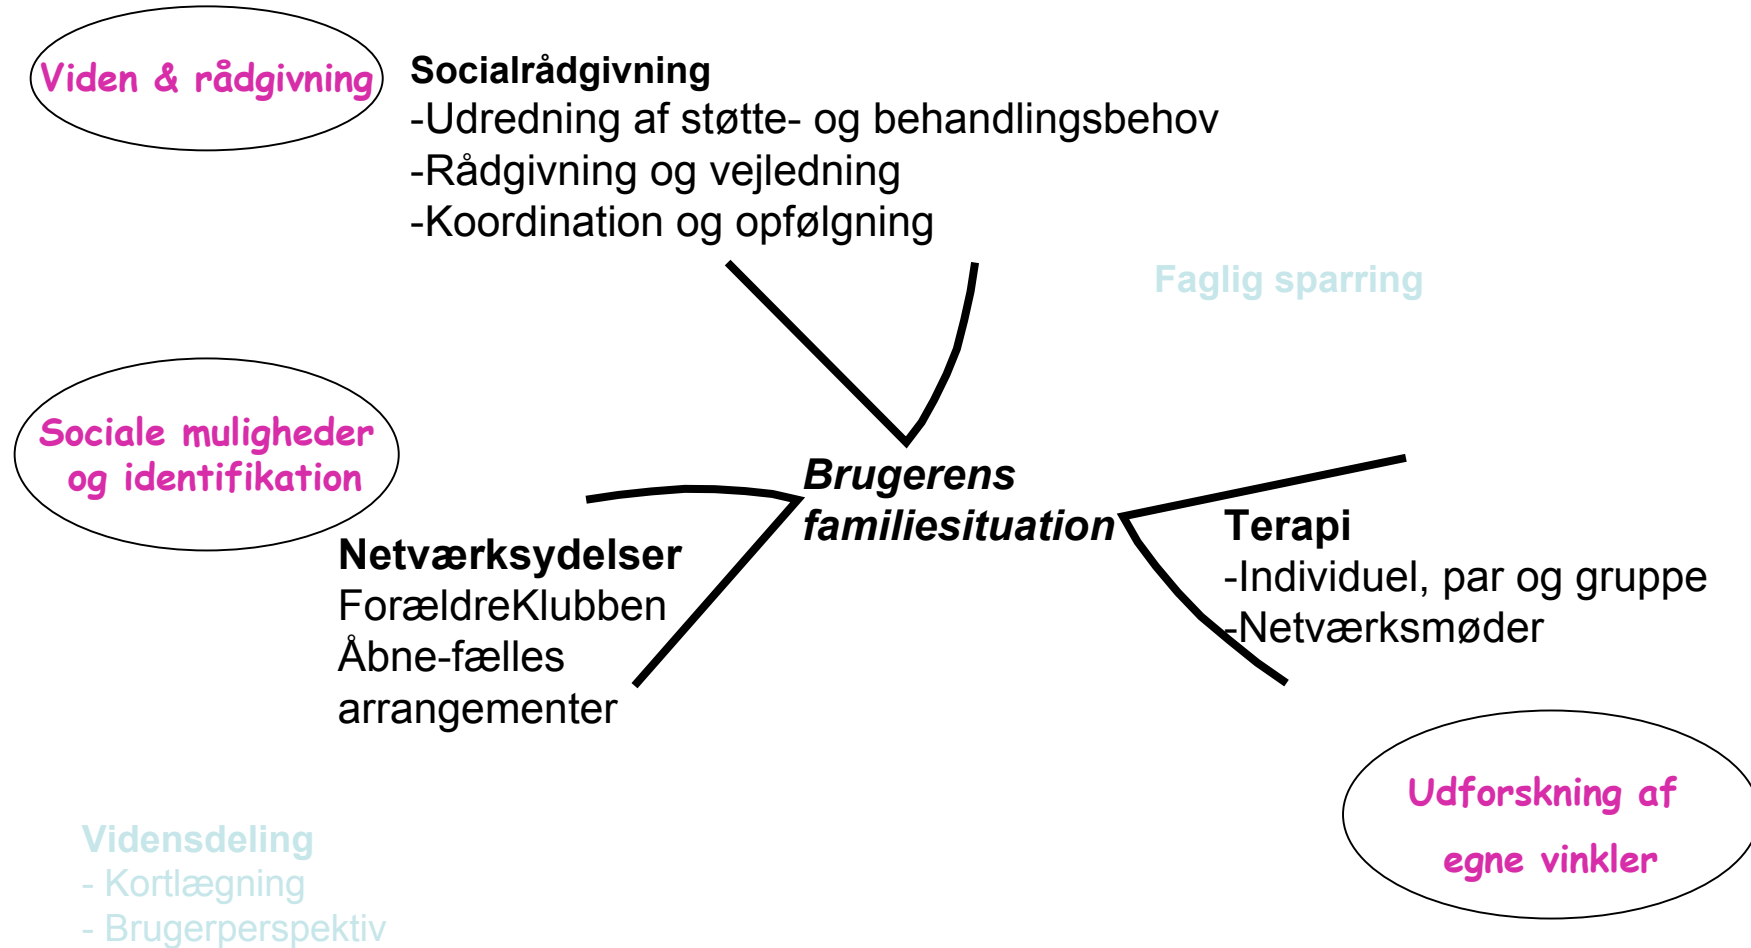 Viden & rådgivning
Socialrådgivning
-Udredning af støtte- og behandlingsbehov
-Rådgivning og vejledning
-Koordination og opfølgning
Faglig sparring
Sociale muligheder
og identifikation
Brugerens
familiesituation
Netværksydelser
ForældreKlubben
Åbne-fælles
arrangementer
Terapi
-Individuel, par og gruppe
-Netværksmøder
Udforskning af
egne vinkler
Vidensdeling
- Kortlægning
- Brugerperspektiv